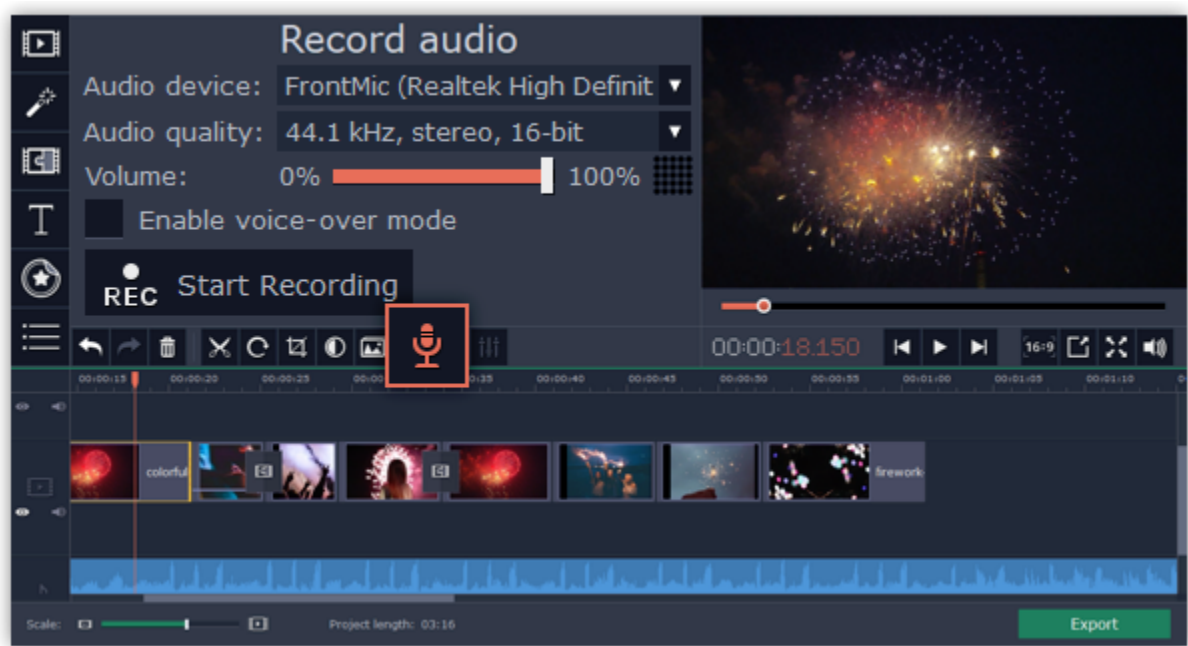 Record audio
Audio device: FrontMic (Realtek High Definit
Audio quality: 44.1 kHz, stereo, 16-bit
Volume: 0% 100%
Enable voice-over mode
REC Start Recording
T
00:00:18.150 16:9
00:00:15 00:00:20 00:00:25 :35 00:00:40 00:00:45 00:00:50 00:00:55 00:01:00 00:01:05 00:01:10
colorful firework
Scale: Project length: 03:16 Export